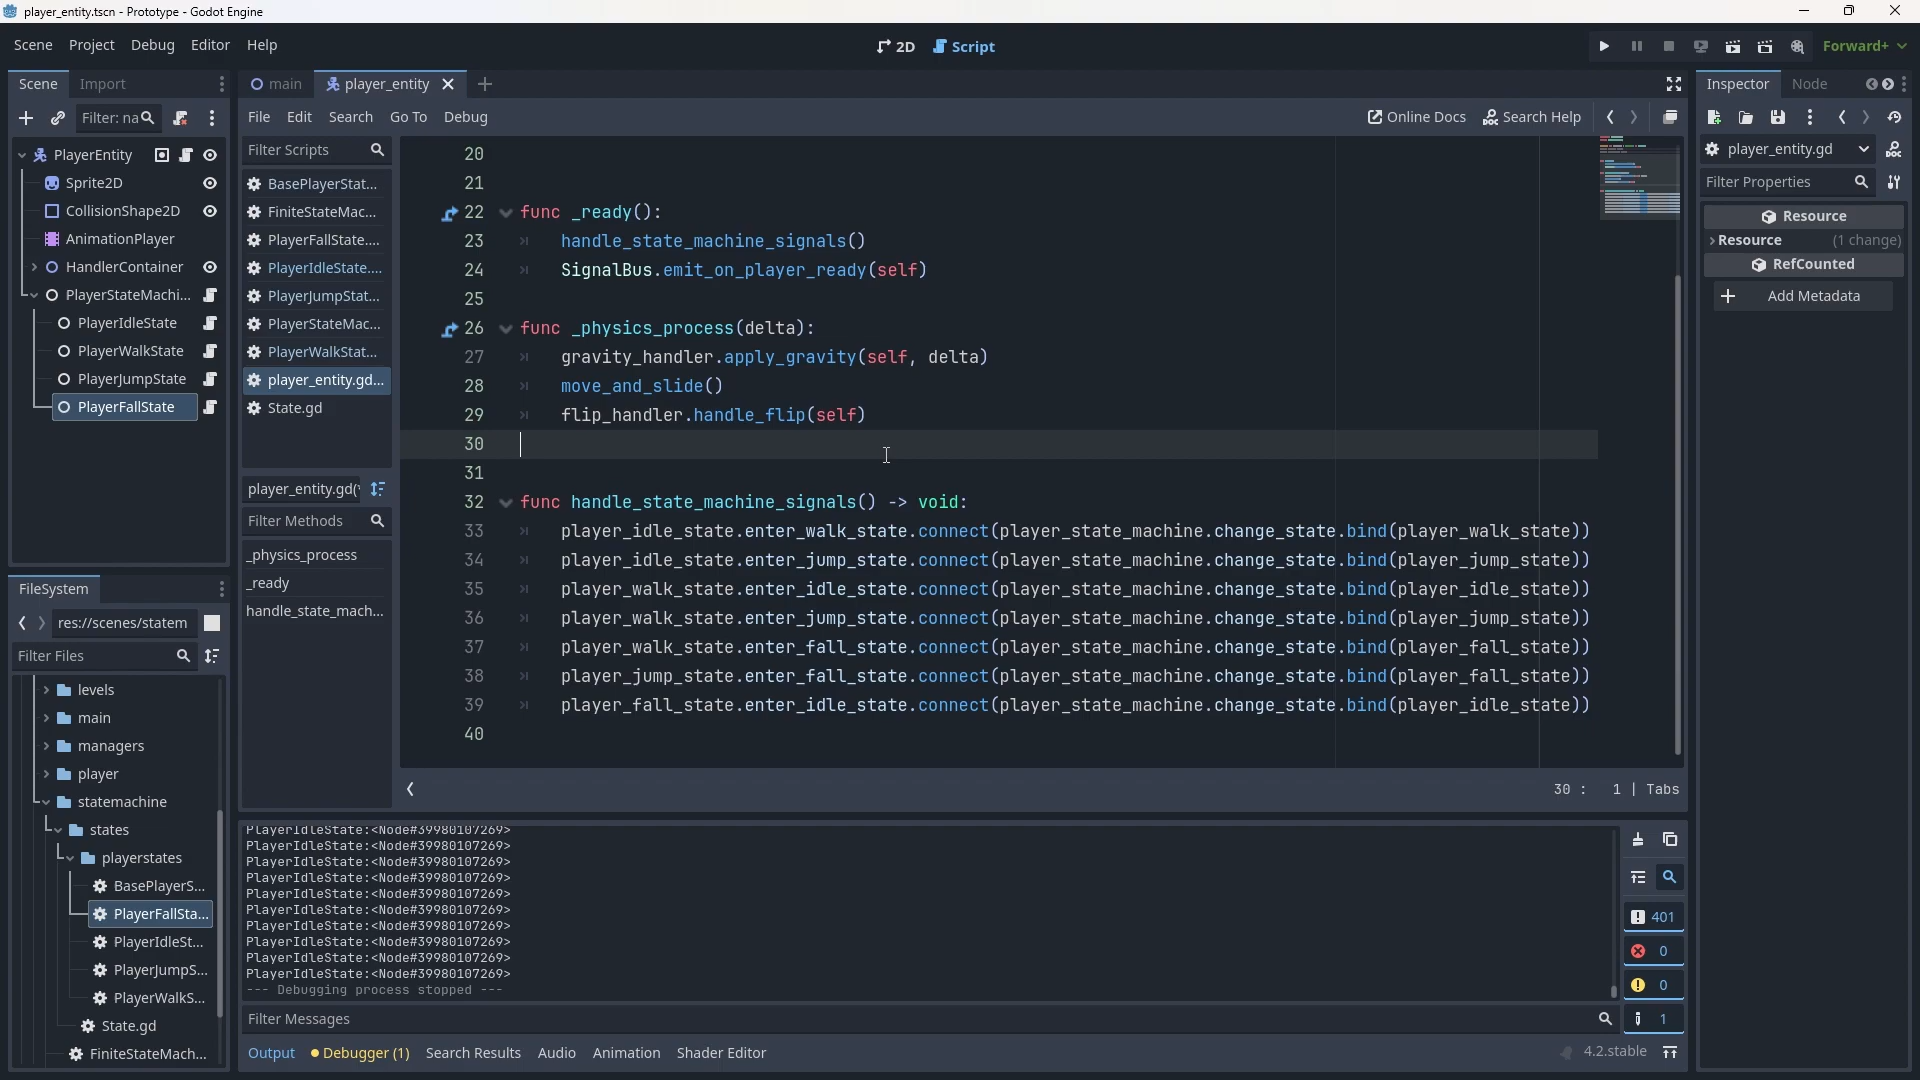 player_entity.tscn - Prototype - Godot Engine
Scene Project Debug Editor Help
2D Script
Forward+
Scene Import
main player_entity
Inspector Node
Filter: na
File Edit Search Go To Debug
Online Docs Search Help
player_entity.gd
Filter Properties
Resource
Resource (1 change)
RefCounted
Add Metadata
PlayerEntity
Sprite2D
CollisionShape2D
AnimationPlayer
HandlerContainer
PlayerStateMachi...
PlayerIdleState
PlayerWalkState
PlayerJumpState
PlayerFallState
Filter Scripts
BasePlayerStat...
FiniteStateMac...
PlayerFallState....
PlayerIdleState....
PlayerJumpStat...
PlayerStateMac...
PlayerWalkStat...
player_entity.gd...
State.gd
player_entity.gd(
Filter Methods
_physics_process
_ready
handle_state_mach...
20
21
22 func _ready():
23 handle_state_machine_signals()
24 SignalBus.emit_on_player_ready(self)
25
26 func _physics_process(delta):
27 gravity_handler.apply_gravity(self, delta)
28 move_and_slide()
29 flip_handler.handle_flip(self)
30
31
32 func handle_state_machine_signals() -> void:
33 player_idle_state.enter_walk_state.connect(player_state_machine.change_state.bind(player_walk_state))
34 player_idle_state.enter_jump_state.connect(player_state_machine.change_state.bind(player_jump_state))
35 player_walk_state.enter_idle_state.connect(player_state_machine.change_state.bind(player_idle_state))
36 player_walk_state.enter_jump_state.connect(player_state_machine.change_state.bind(player_jump_state))
37 player_walk_state.enter_fall_state.connect(player_state_machine.change_state.bind(player_fall_state))
38 player_jump_state.enter_fall_state.connect(player_state_machine.change_state.bind(player_fall_state))
39 player_fall_state.enter_idle_state.connect(player_state_machine.change_state.bind(player_idle_state))
40
30 : 1 | Tabs
FileSystem
res://scenes/statem
Filter Files
levels
main
managers
player
statemachine
states
playerstates
BasePlayerS...
PlayerFallSta...
PlayerIdleSt...
PlayerJumpS...
PlayerWalkS...
State.gd
FiniteStateMach...
PlayerIdleState:<Node#39980107269>
PlayerIdleState:<Node#39980107269>
PlayerIdleState:<Node#39980107269>
PlayerIdleState:<Node#39980107269>
PlayerIdleState:<Node#39980107269>
PlayerIdleState:<Node#39980107269>
PlayerIdleState:<Node#39980107269>
PlayerIdleState:<Node#39980107269>
PlayerIdleState:<Node#39980107269>
PlayerIdleState:<Node#39980107269>
--- Debugging process stopped ---
401
0
0
1
Filter Messages
Output Debugger (1) Search Results Audio Animation Shader Editor
4.2.stable